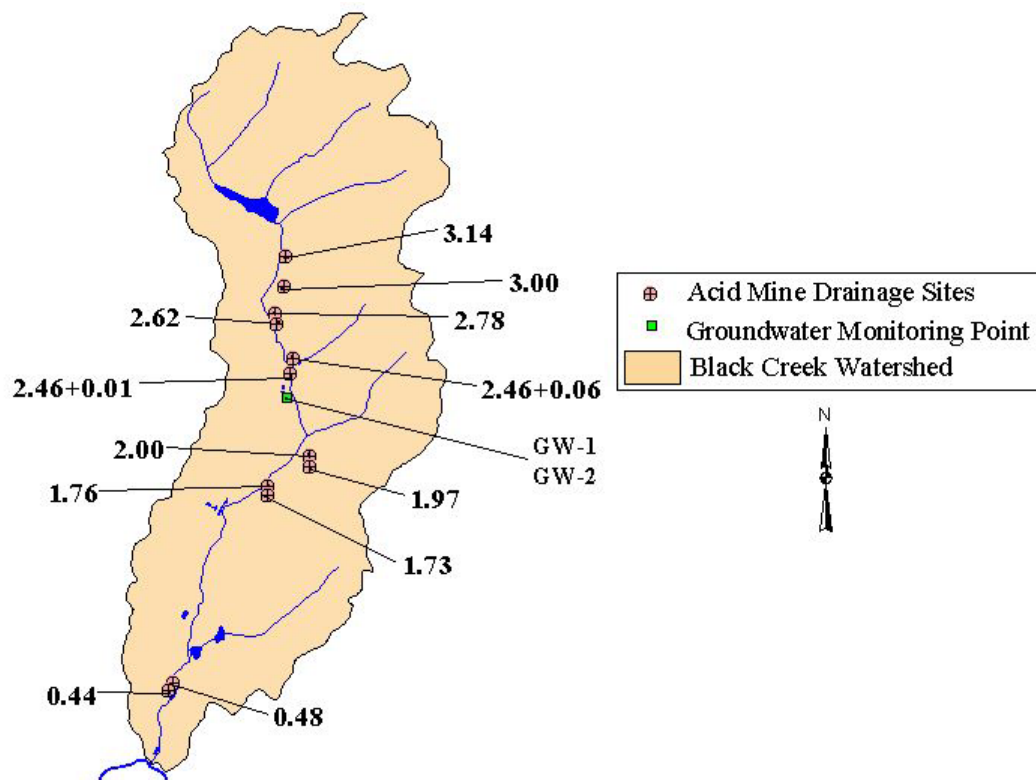 3.14
3.00
2.62
2.78
2.46+0.01
2.46+0.06
GW-1
GW-2
2.00
1.97
1.76
1.73
0.44
0.48
Acid Mine Drainage Sites
Groundwater Monitoring Point
Black Creek Watershed
N